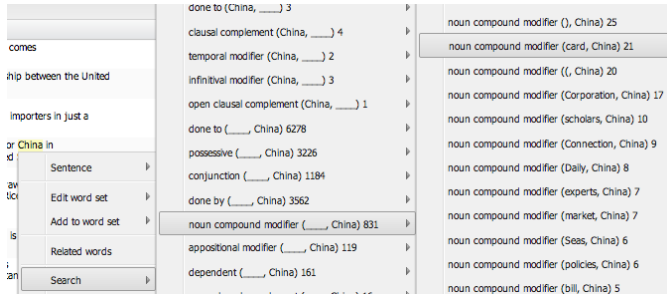 comes
ship between the United
importers in just a
or China in
Sentence
Edit word set
Add to word set
Related words
Search
done to (China, ____) 3
clausal complement (China, ____) 4
temporal modifier (China, ____) 2
infinitival modifier (China, ____) 3
open clausal complement (China, ____) 1
done to (____, China) 6278
possessive (____, China) 3226
conjunction (____, China) 1184
done by (____, China) 3562
noun compound modifier (____, China) 831
appositional modifier (____, China) 119
dependent (____, China) 161
noun compound modifier (), China) 25
noun compound modifier (card, China) 21
noun compound modifier ((, China) 20
noun compound modifier (Corporation, China) 17
noun compound modifier (scholars, China) 10
noun compound modifier (Connection, China) 9
noun compound modifier (Daily, China) 8
noun compound modifier (experts, China) 7
noun compound modifier (market, China) 7
noun compound modifier (Seas, China) 6
noun compound modifier (policies, China) 6
noun compound modifier (bill, China) 5